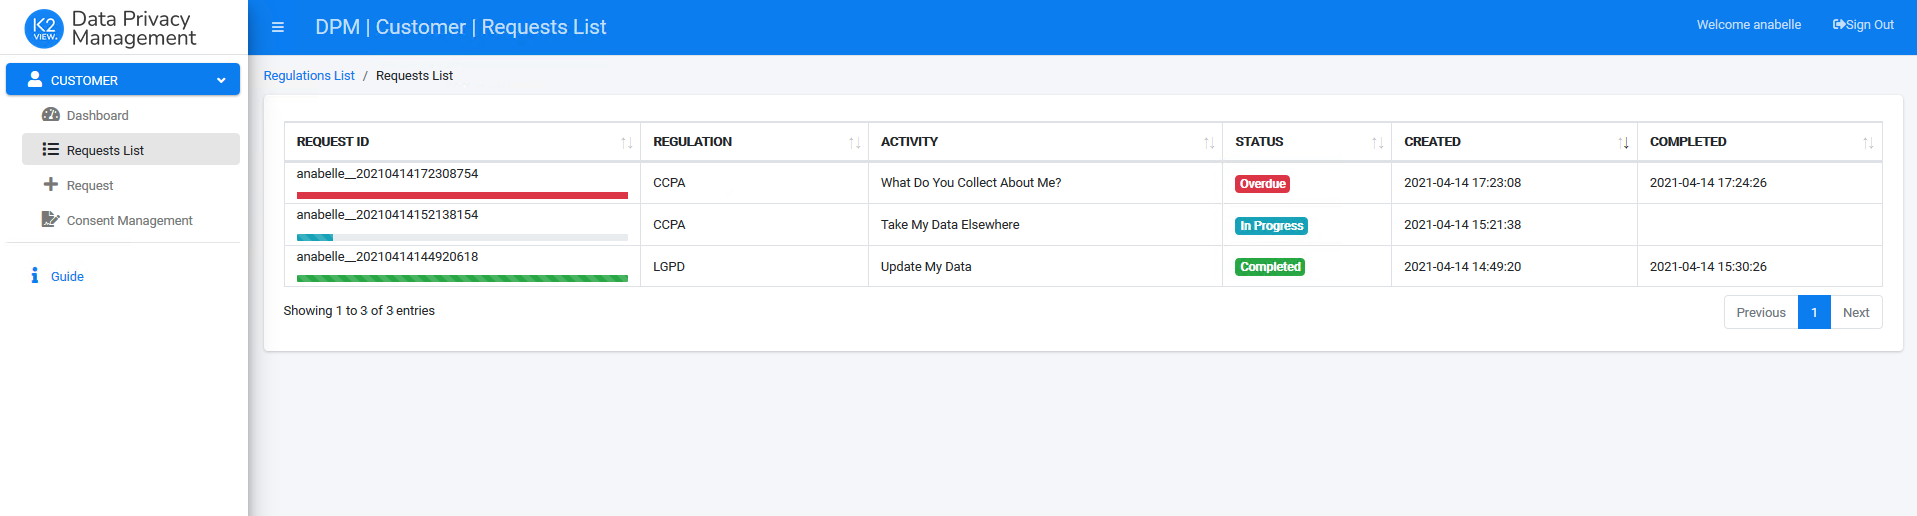 K2
VIEW.
Data Privacy
Management
DPM | Customer | Requests List
Welcome anabelle
Sign Out
CUSTOMER
Dashboard
Requests List
Request
Consent Management
Guide
Regulations List / Requests List
REQUEST ID REGULATION ACTIVITY STATUS CREATED COMPLETED
anabelle__20210414172308754 CCPA What Do You Collect About Me? Overdue 2021-04-14 17:23:08 2021-04-14 17:24:26
anabelle__20210414152138154 CCPA Take My Data Elsewhere In Progress 2021-04-14 15:21:38
anabelle__20210414144920618 LGPD Update My Data Completed 2021-04-14 14:49:20 2021-04-14 15:30:26
Showing 1 to 3 of 3 entries
Previous 1 Next